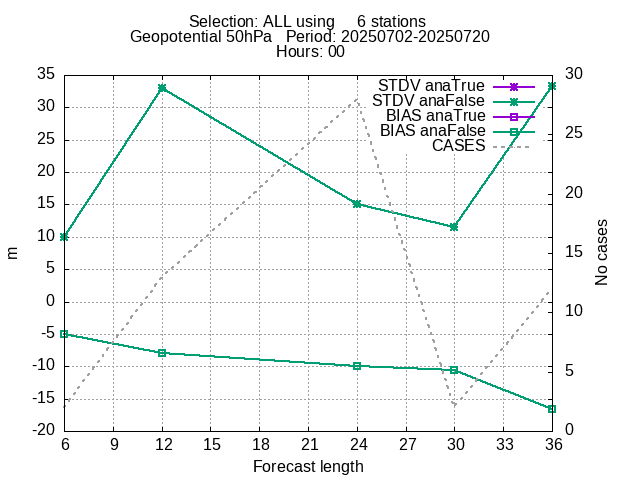 Selection: ALL using     6 stations
Geopotential 50hPa   Period: 20250702-20250720
Hours: 00
STDV anaTrue
STDV anaFalse
BIAS anaTrue
BIAS anaFalse
CASES
35
30
25
20
15
10
5
0
-5
-10
-15
-20
m
30
25
20
15
10
5
0
No cases
6 9 12 15 18 21 24 27 30 33 36
Forecast length